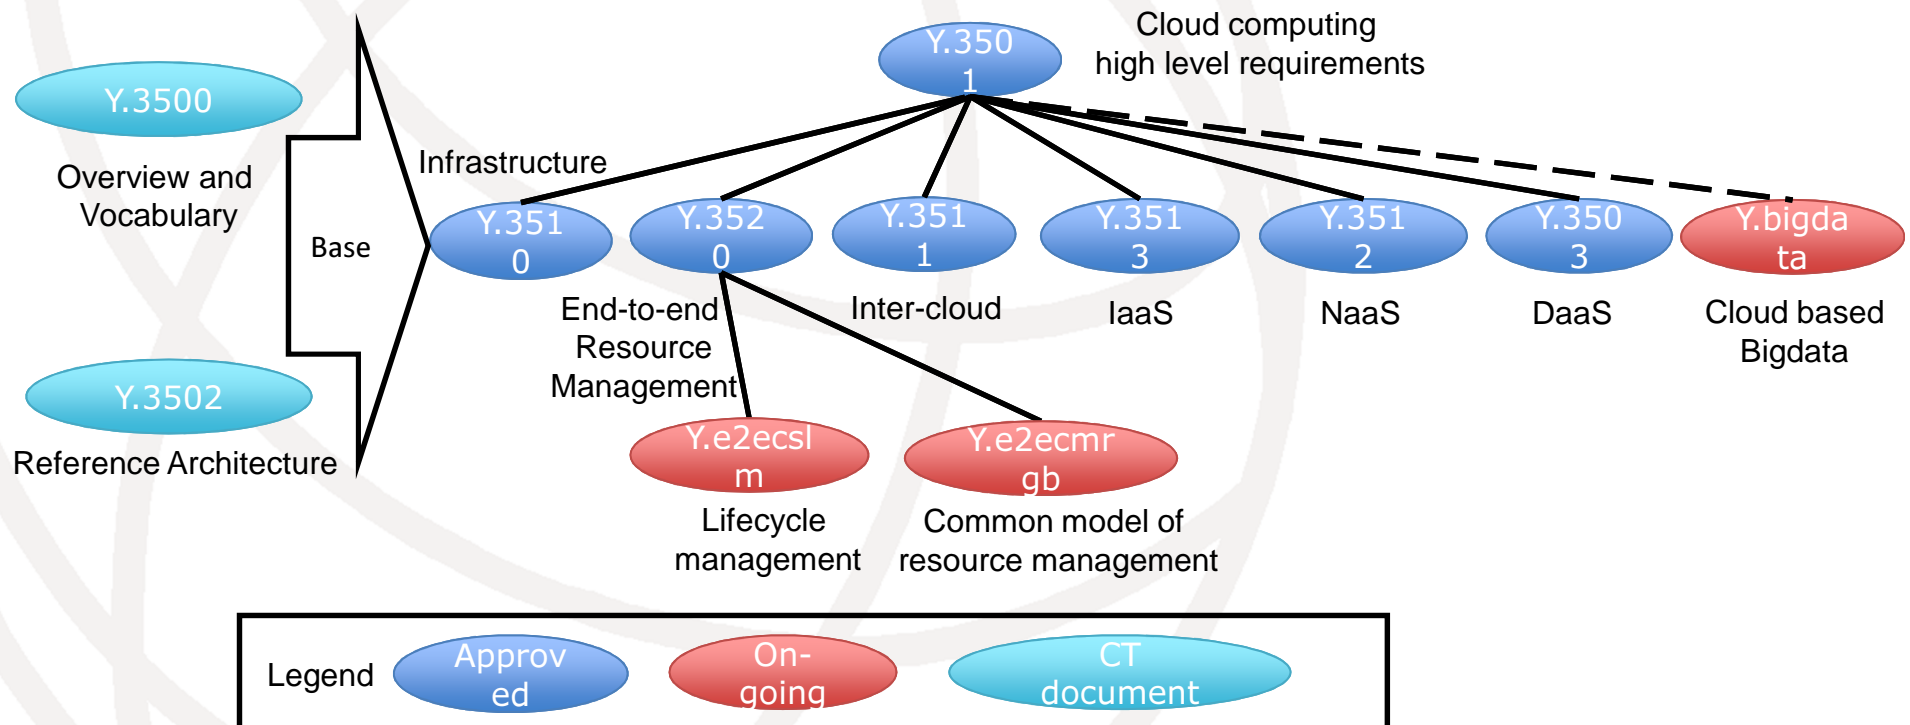 Y.350
1
Cloud computing
high level requirements
Y.3500
Overview and
Vocabulary
Base
Y.3502
Reference Architecture
Infrastructure
Y.351
0
Y.352
0
Y.351
1
Y.351
3
Y.351
2
Y.350
3
Y.bigda
ta
End-to-end
Resource
Management
Inter-cloud
IaaS
NaaS
DaaS
Cloud based
Bigdata
Y.e2ecsl
m
Y.e2ecmr
gb
Lifecycle
management
Common model of
resource management
Legend
Approv
ed
On-
going
CT
document